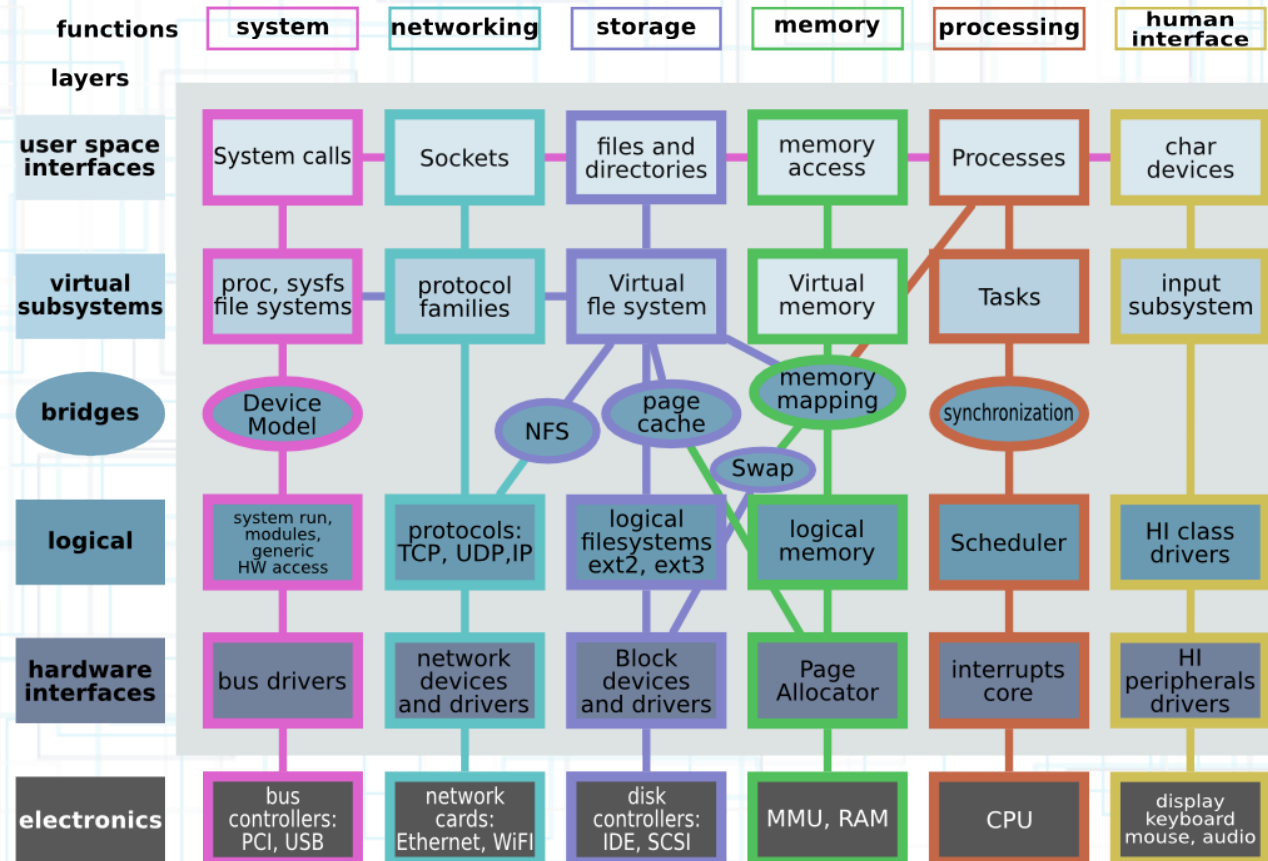 functions
system
networking
storage
memory
processing
human
interface
layers
user space
interfaces
System calls
Sockets
files and
directories
memory
access
Processes
char
devices
virtual
subsystems
proc, sysfs
file systems
protocol
families
Virtual
fle system
Virtual
memory
Tasks
input
subsystem
bridges
Device
Model
NFS
page
cache
memory
mapping
Swap
synchronization
logical
system run,
modules,
generic
HW access
protocols:
TCP, UDP,IP
logical
filesystems
ext2, ext3
logical
memory
Scheduler
HI class
drivers
hardware
interfaces
bus drivers
network
devices
and drivers
Block
devices
and drivers
Page
Allocator
interrupts
core
HI
peripherals
drivers
electronics
bus
controllers:
PCI, USB
network
cards:
Ethernet, WiFI
disk
controllers:
IDE, SCSI
MMU, RAM
CPU
display
keyboard
mouse, audio